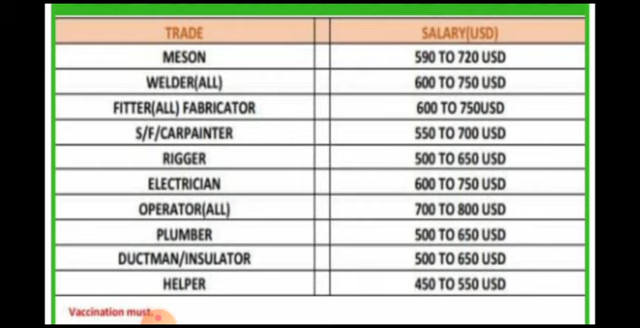 TRADE SALARY(USD)
MESON 590 TO 720 USD
WELDER(ALL) 600 TO 750 USD
FITTER(ALL) FABRICATOR 600 TO 750USD
S/F/CARPAINTER 550 TO 700 USD
RIGGER 500 TO 650 USD
ELECTRICIAN 600 TO 750 USD
OPERATOR(ALL) 700 TO 800 USD
PLUMBER 500 TO 650 USD
DUCTMAN/INSULATOR 500 TO 650 USD
HELPER 450 TO 550 USD
Vaccination must.